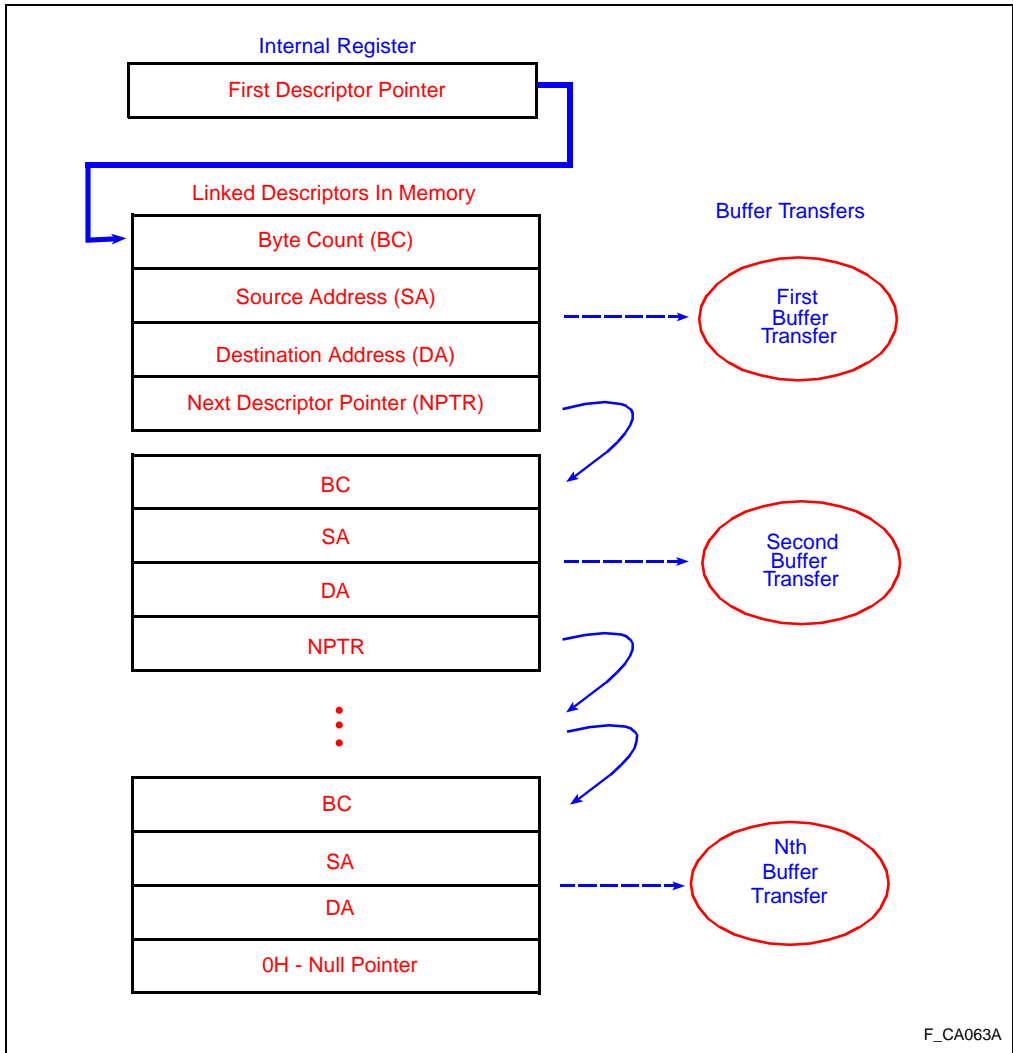 Internal Register
First Descriptor Pointer
Linked Descriptors In Memory
Buffer Transfers
Byte Count (BC)
Source Address (SA)
Destination Address (DA)
Next Descriptor Pointer (NPTR)
First
Buffer
Transfer
BC
SA
DA
NPTR
Second
Buffer
Transfer
BC
SA
DA
0H - Null Pointer
Nth
Buffer
Transfer
F_CA063A